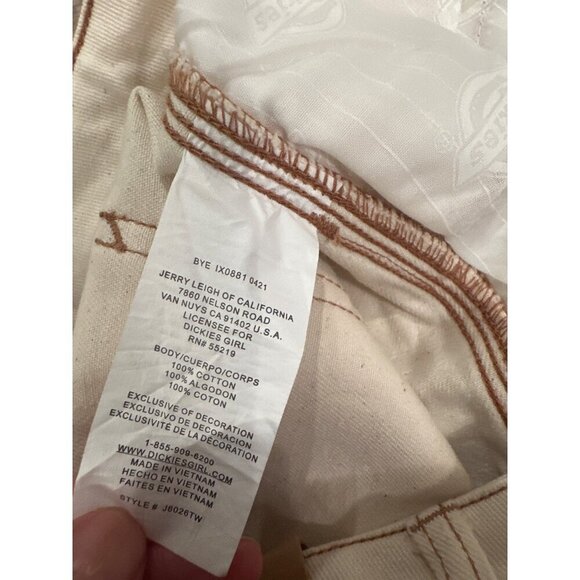 BYE IX0881 0421
JERRY LEIGH OF CALIFORNIA
7860 NELSON ROAD
VAN NUYS CA 91402 U.S.A.
LICENSEE FOR
DICKIES GIRL
RN# 55219
BODY/CUERPO/CORPS
100% COTTON
100% ALGODON
100% COTON
EXCLUSIVE OF DECORATION
EXCLUSIVO DE DECORACION
EXCLUSIVITÉ DE LA DÉCORATION
1-855-909-6200
WWW.DICKIESGIRL.COM
MADE IN VIETNAM
HECHO EN VIETNAM
FAITES EN VIETNAM
STYLE # J6026TW